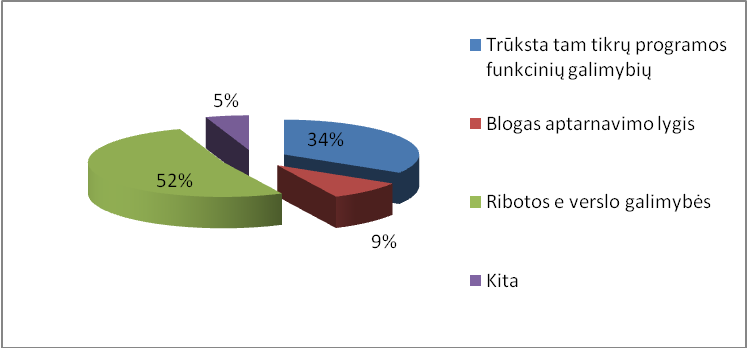 5%
34%
52%
9%
Trūksta tam tikrų programos
funkcinių galimybių
Blogas aptarnavimo lygis
Ribotos e verslo galimybės
Kita